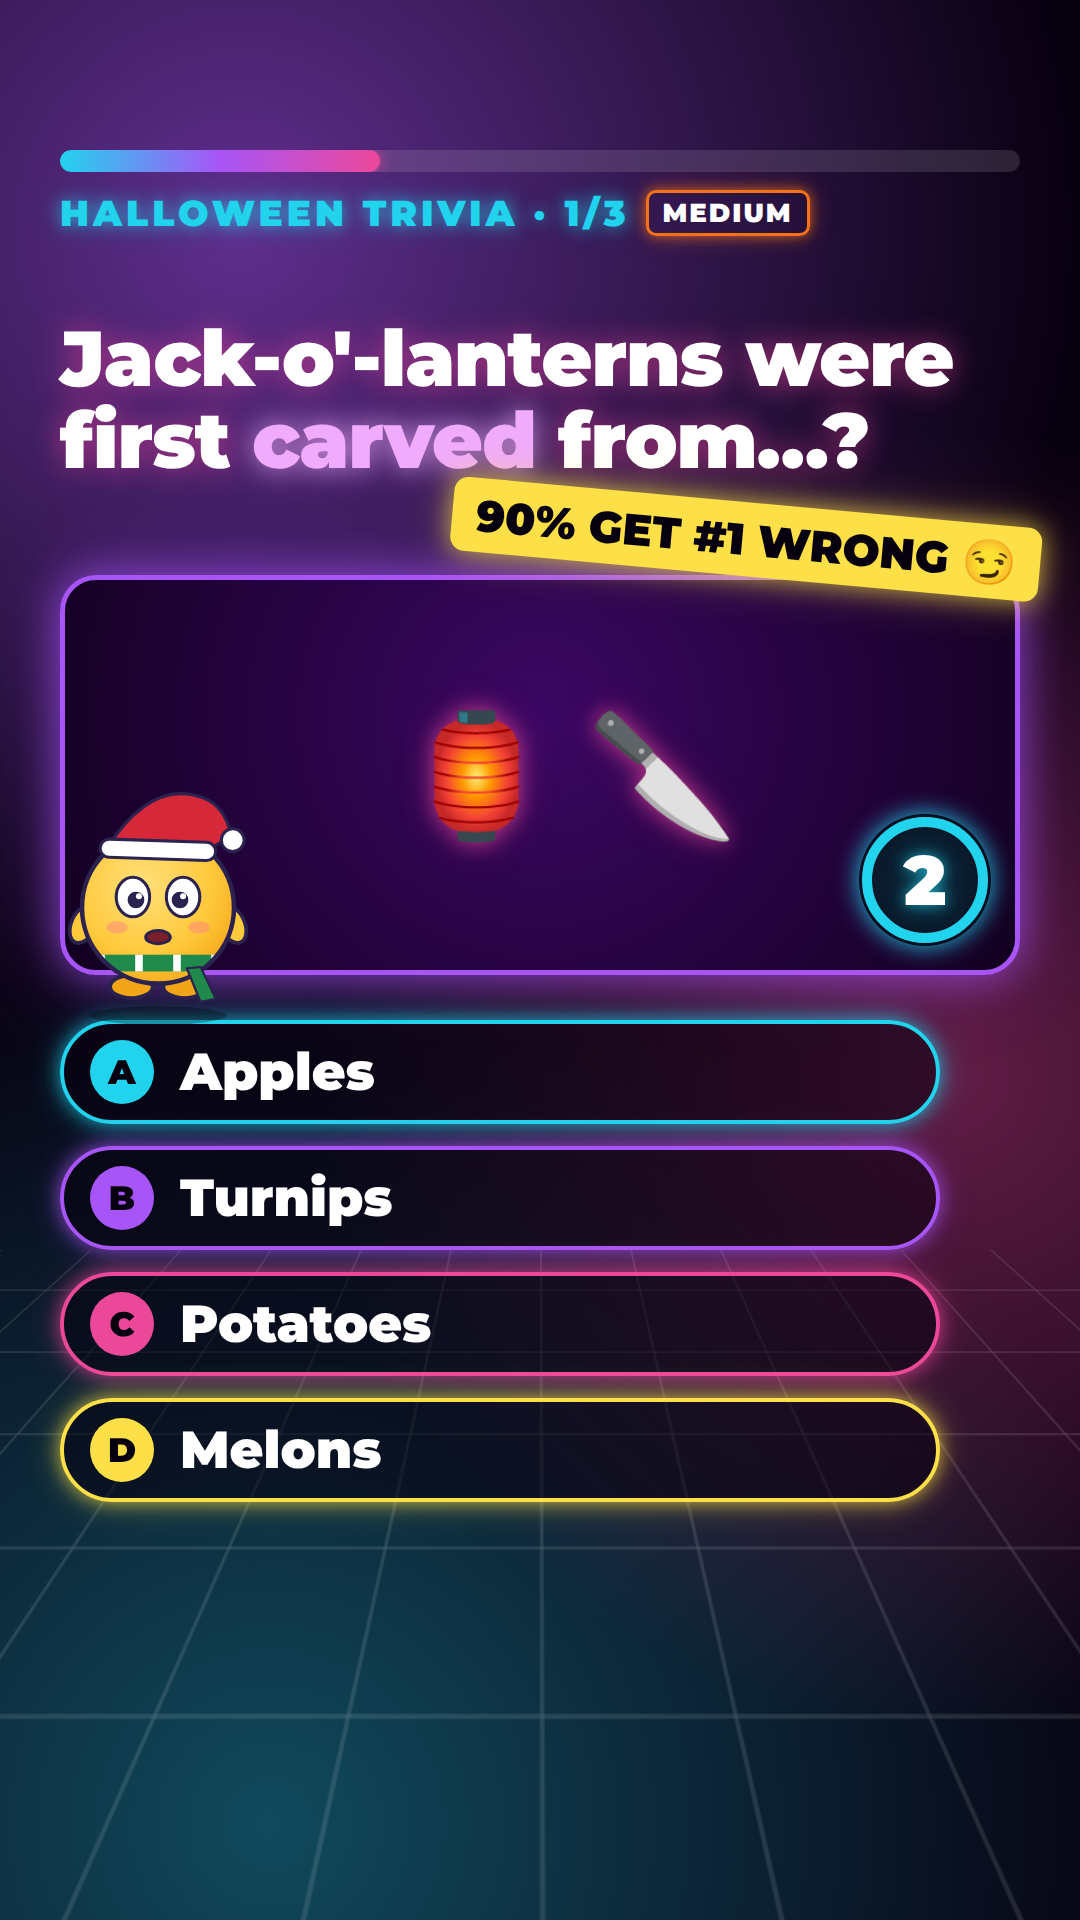 HALLOWEEN TRIVIA · 1/3 MEDIUM
Jack-o'-lanterns were
first carved from...?
90% GET #1 WRONG 😏
2
A Apples
B Turnips
C Potatoes
D Melons